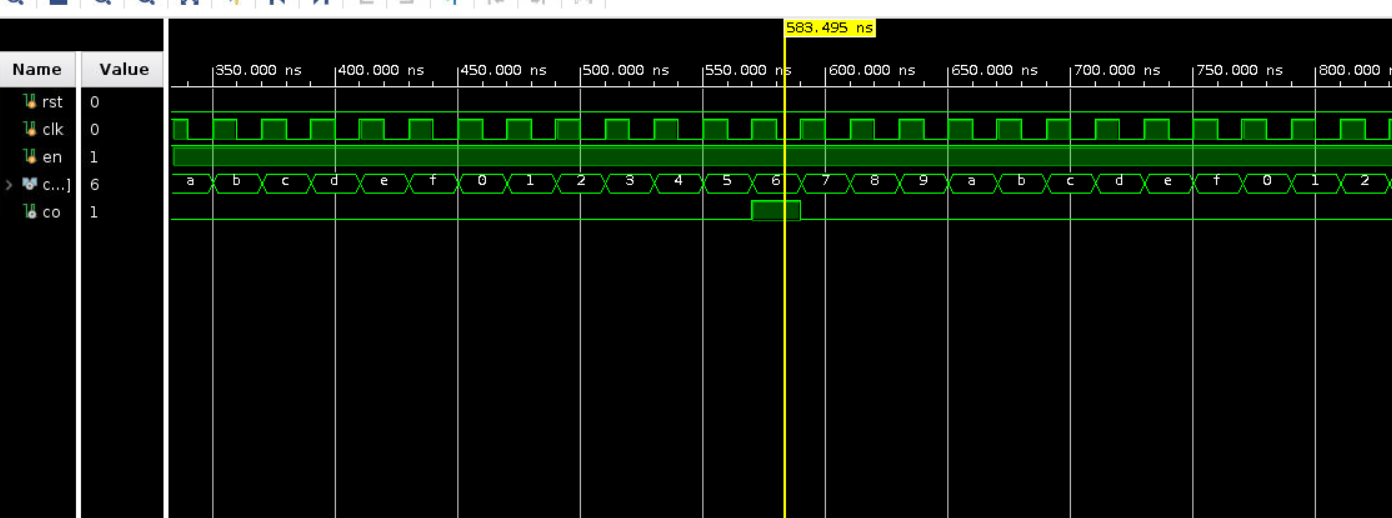 583.495 ns
Name Value 350.000 ns 400.000 ns 450.000 ns 500.000 ns 550.000 ns 600.000 ns 650.000 ns 700.000 ns 750.000 ns 800.000
rst 0
clk 0
en 1
c...] 6 a b c d e f 0 1 2 3 4 5 6 7 8 9 a b c d e f 0 1 2
co 1